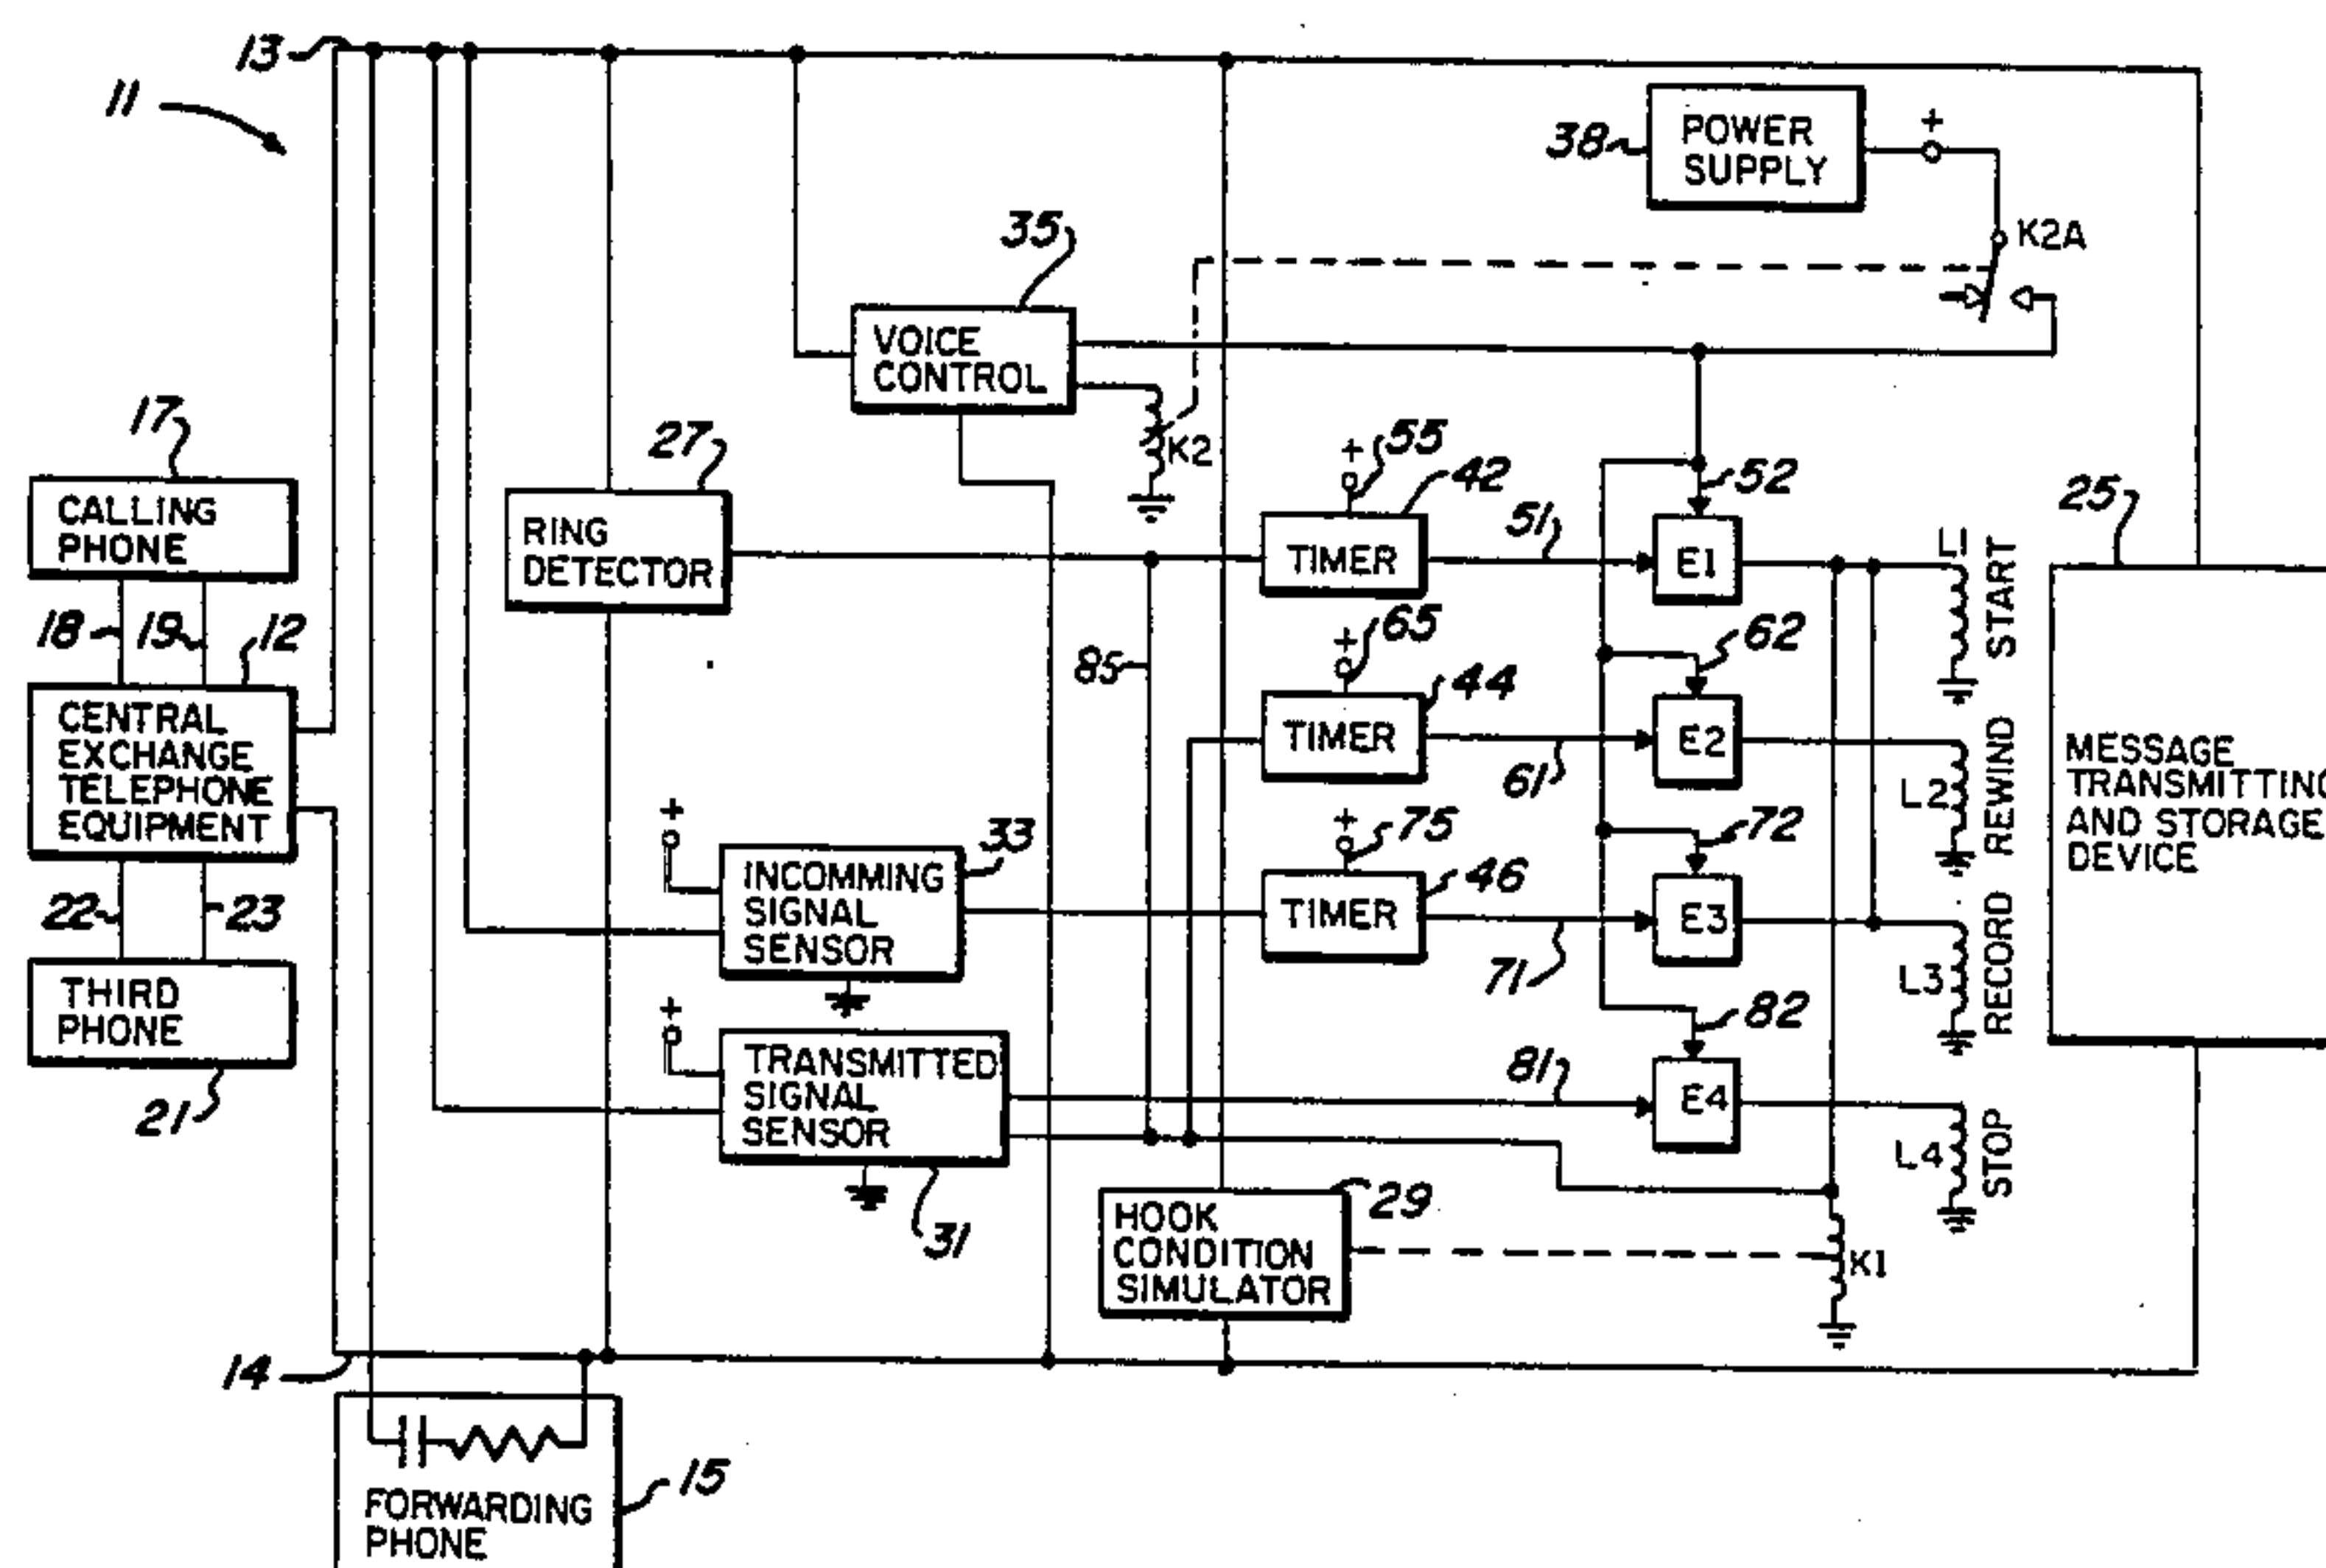 13
11
38
POWER
SUPPLY
+
K2A
35
VOICE
CONTROL
K2
17
CALLING
PHONE
27
RING
DETECTOR
+
55
42
TIMER
51
52
E1
L1
START
25
MESSAGE
TRANSMITTING
AND STORAGE
DEVICE
18
19
12
CENTRAL
EXCHANGE
TELEPHONE
EQUIPMENT
85
+
65
44
TIMER
61
62
E2
L2
REWIND
22
23
THIRD
PHONE
21
+
33
INCOMMING
SIGNAL
SENSOR
+
75
46
TIMER
71
72
E3
L3
RECORD
+
TRANSMITTED
SIGNAL
SENSOR
31
81
82
E4
L4
STOP
29
HOOK
CONDITION
SIMULATOR
K1
14
15
FORWARDING
PHONE